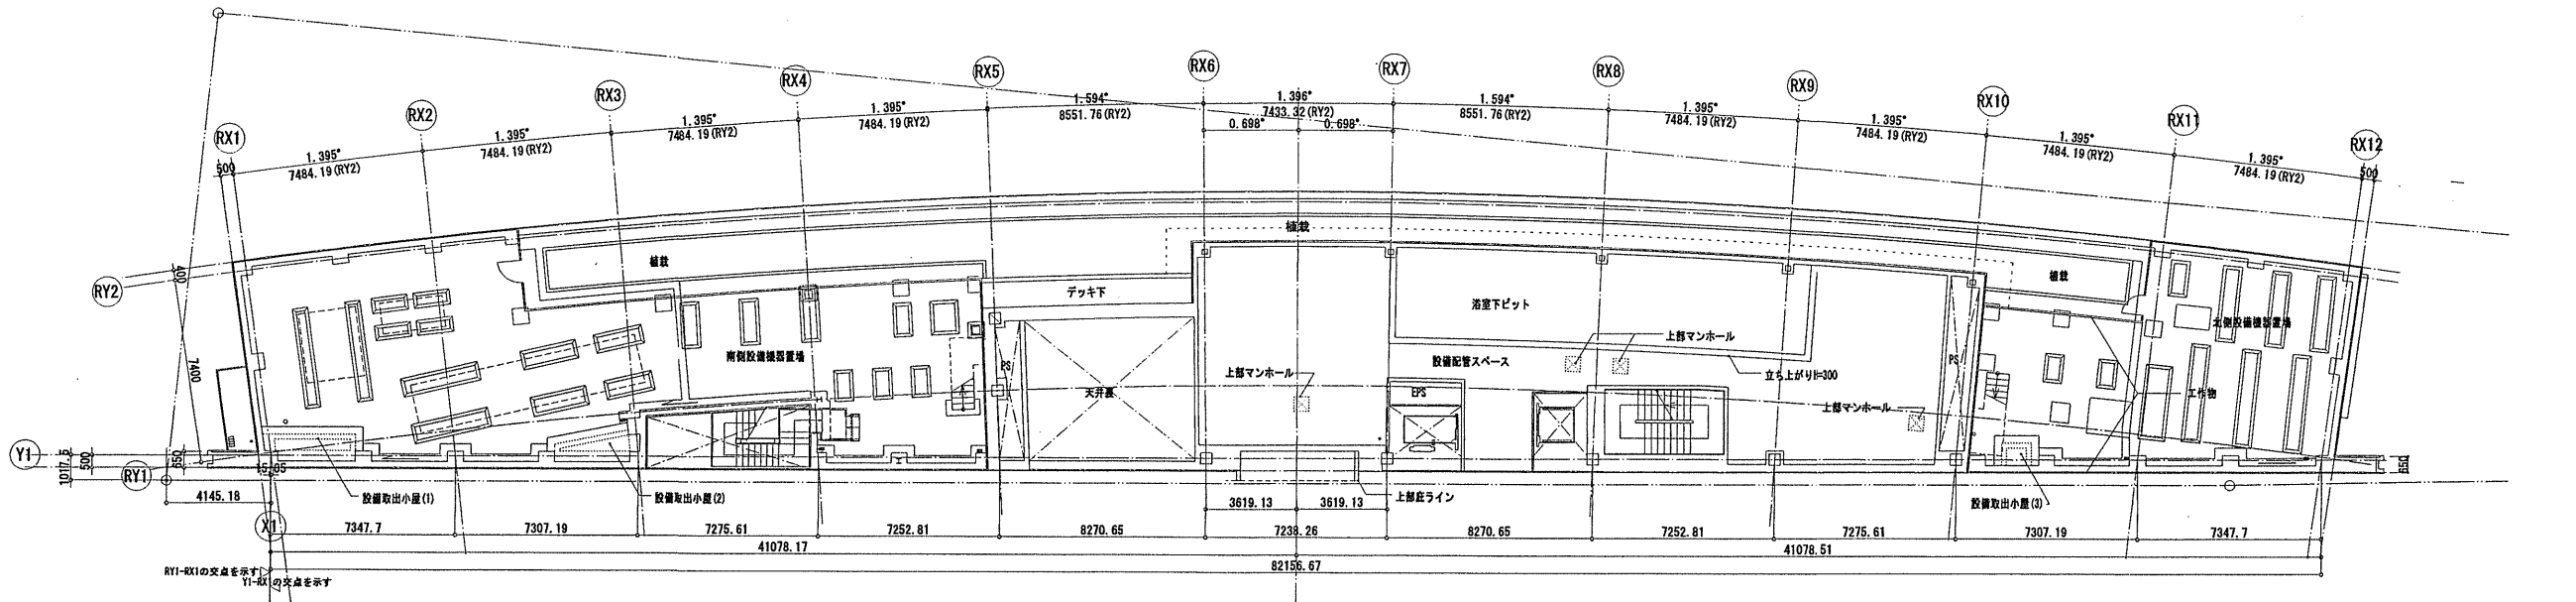 RX1
RX2
RX3
RX4
RX5
RX6
RX7
RX8
RX9
RX10
RX11
RX12
500
1.395°
7484.19(RY2)
1.395°
7484.19(RY2)
1.395°
7484.19(RY2)
1.395°
7484.19(RY2)
1.594°
8551.76(RY2)
1.396°
7433.32(RY2)
0.698°
0.698°
1.594°
8551.76(RY2)
1.395°
7484.19(RY2)
1.395°
7484.19(RY2)
1.395°
7484.19(RY2)
1.395°
7484.19(RY2)
500
400
RY2
7400
植栽
植栽
植栽
デッキ下
浴室下ピット
北側設備機器置場
南側設備機器置場
PS
天井裏
上部マンホール
設備配管スペース
上部マンホール
立ち上がりH=300
EPS
上部マンホール
PS
工作物
Y1
1017.6
500
650
RY1
650
4145.18
設備取出小屋(1)
設備取出小屋(2)
上部庇ライン
設備取出小屋(3)
X1
3619.13
3619.13
7347.7
7307.19
7275.61
7252.81
8270.65
7238.26
8270.65
7252.81
7275.61
7307.19
7347.7
41078.17
41078.51
82156.67
RY1-RX1の交点を示す
の交点を示す